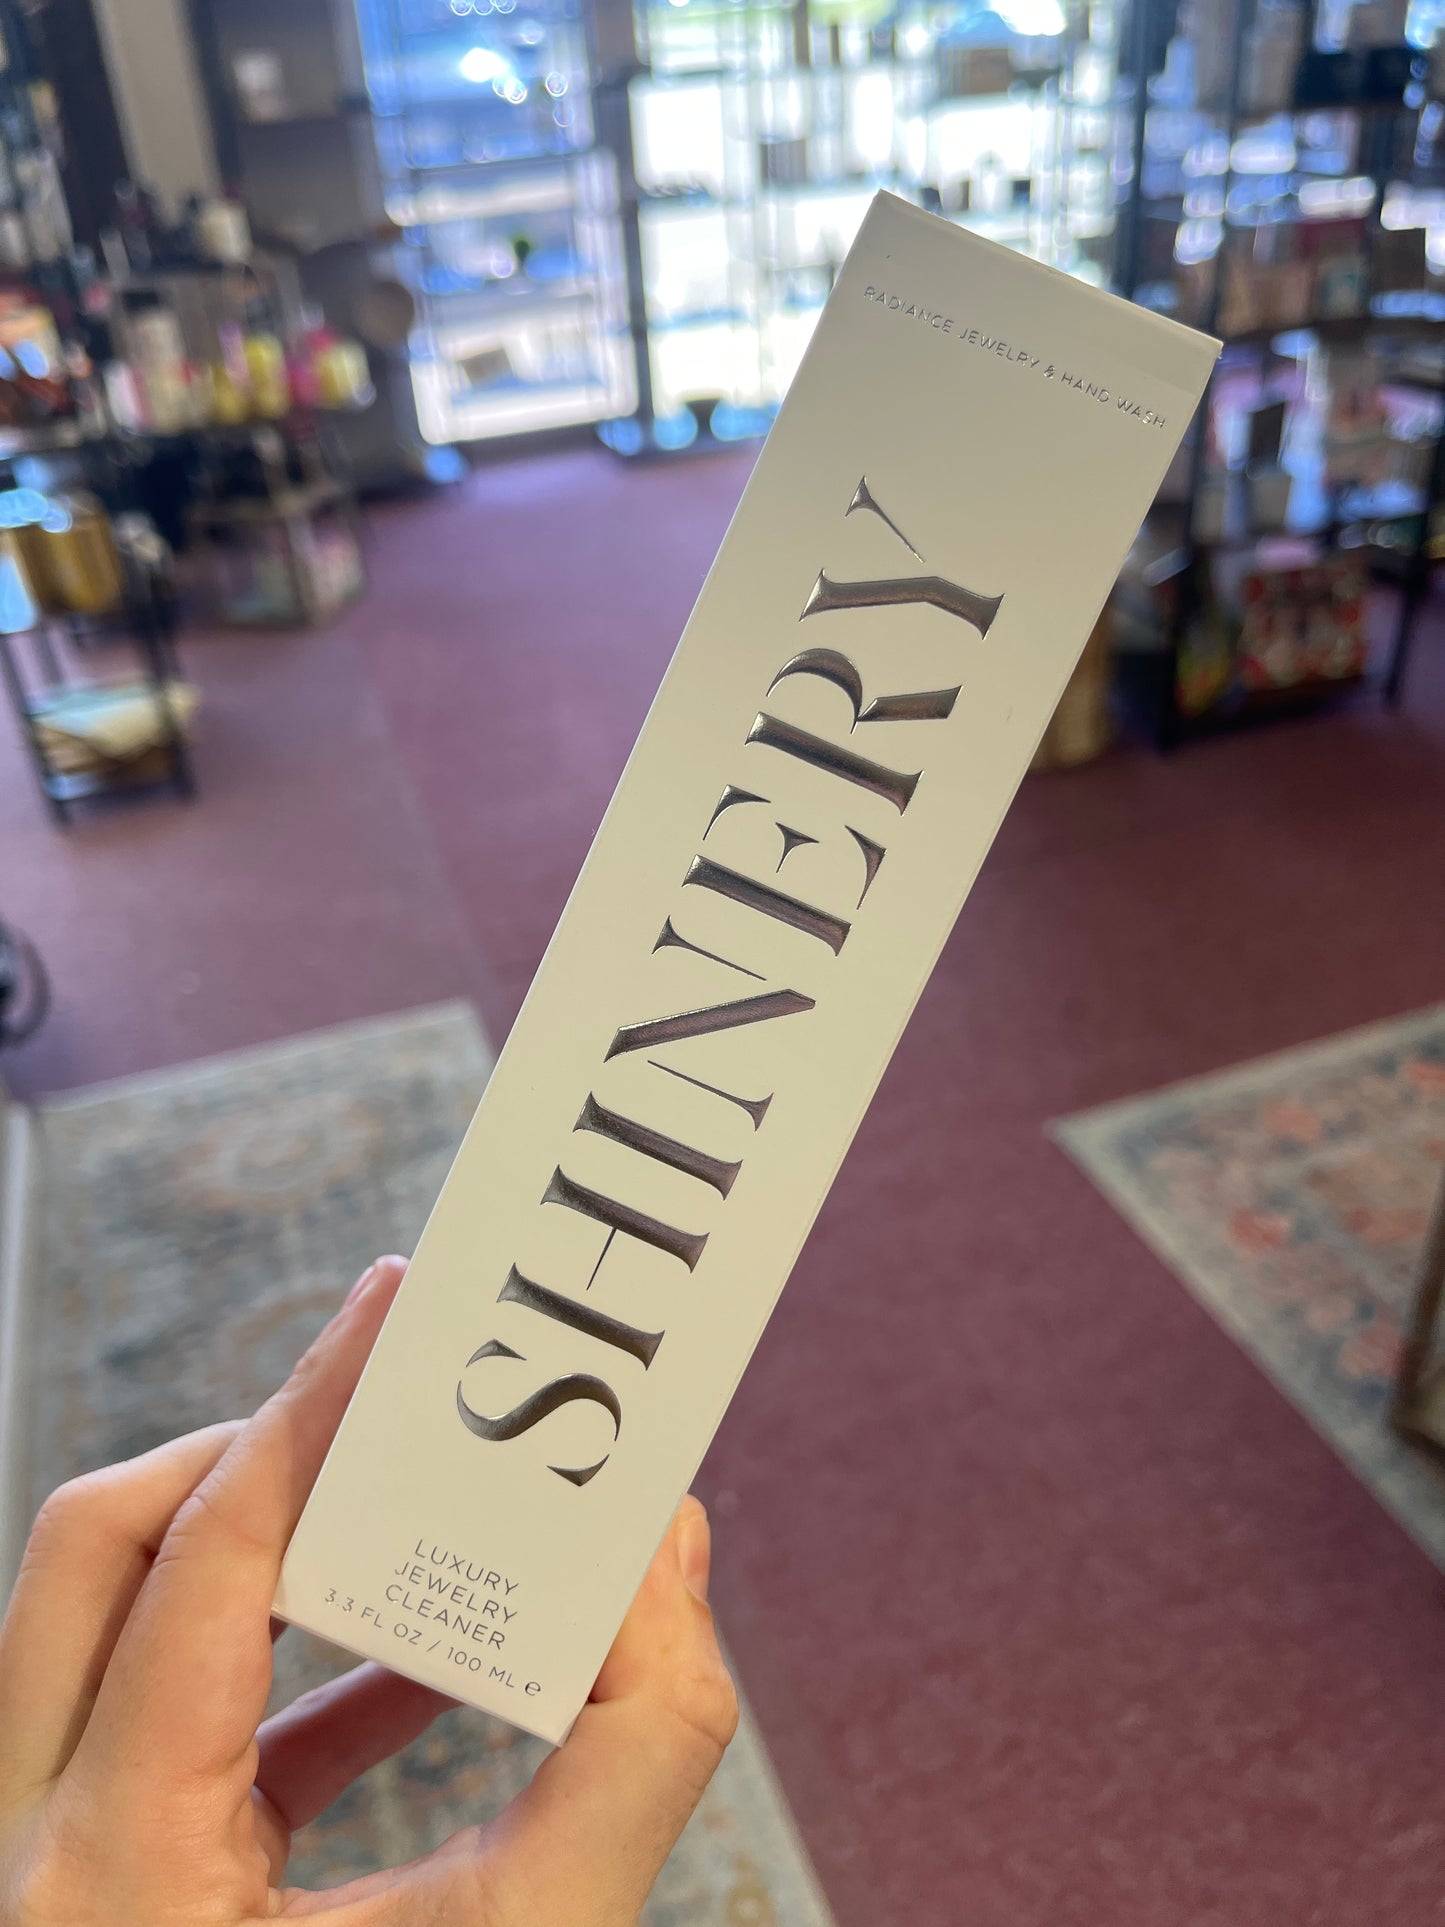 RADIANCE JEWELRY & HAND WASH
SHINERY
LUXURY
JEWELRY
CLEANER
3.3 FL OZ / 100 ML ℮